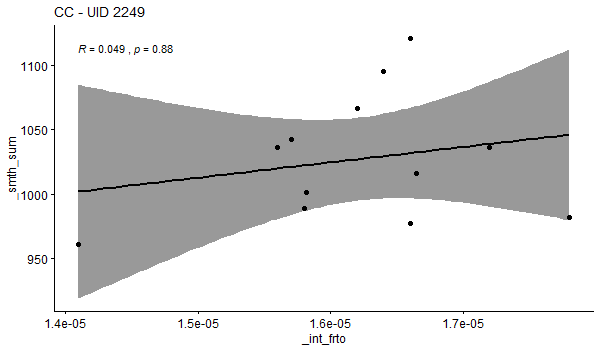 CC - UID 2249
R = 0.049 , p = 0.88
1100
1050
1000
950
_smth_sum
1.4e-05 1.5e-05 1.6e-05 1.7e-05
_int_frto